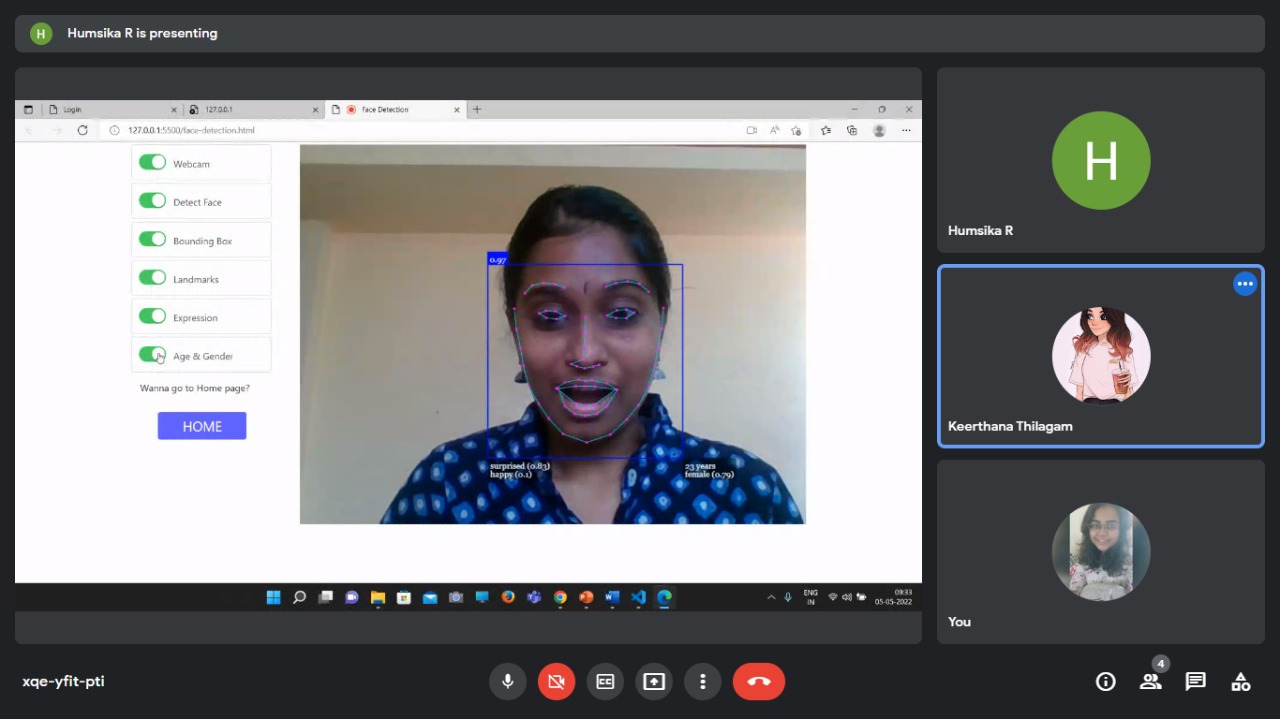 H Humsika R is presenting
Login
127.0.0.1
Face Detection
127.0.0.1:5500/face-detection.html
Webcam
Detect Face
Bounding Box
Landmarks
Expression
Age & Gender
Wanna go to Home page?
HOME
0.97
surprised (0.83)
happy (0.1)
23 years
female (0.79)
ENG
IN
09:33
05-05-2022
H
Humsika R
Keerthana Thilagam
You
xqe-yfit-pti
CC
4